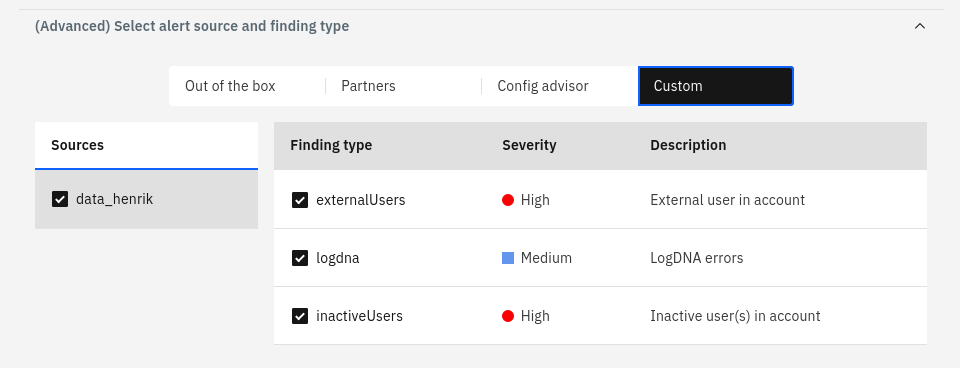 (Advanced) Select alert source and finding type
Out of the box Partners Config advisor Custom
Sources
data_henrik
Finding type Severity Description
externalUsers High External user in account
logdna Medium LogDNA errors
inactiveUsers High Inactive user(s) in account